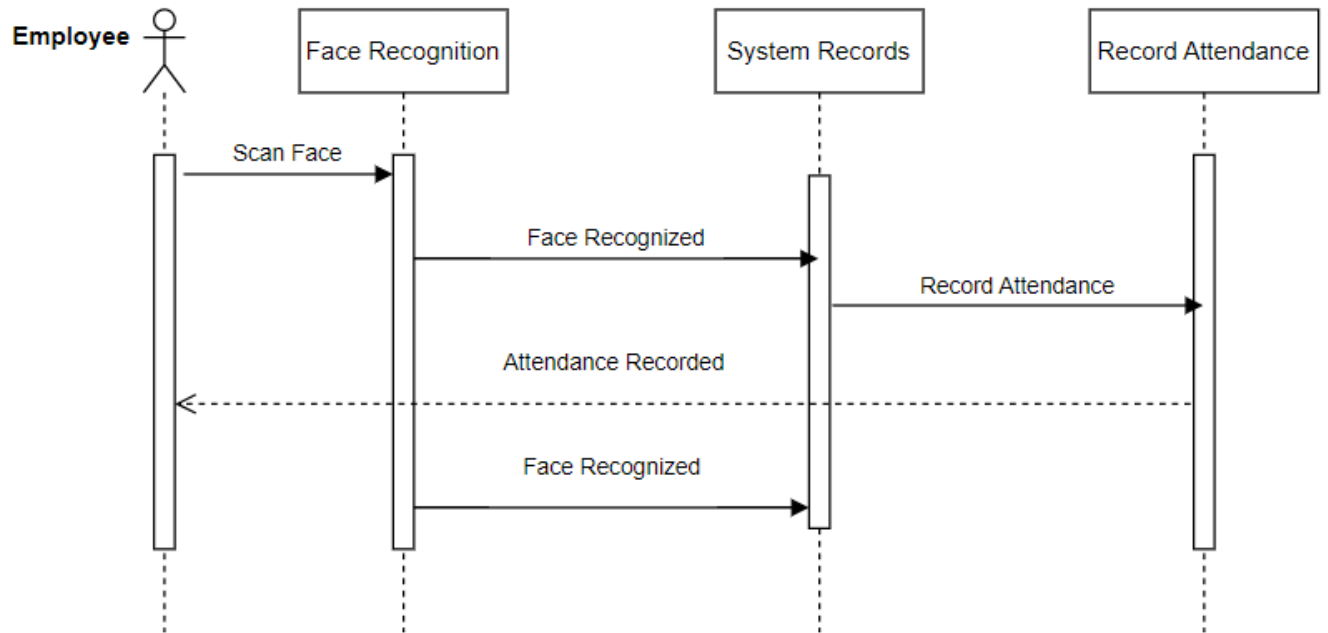 Employee
Face Recognition
System Records
Record Attendance
Scan Face
Face Recognized
Record Attendance
Attendance Recorded
Face Recognized